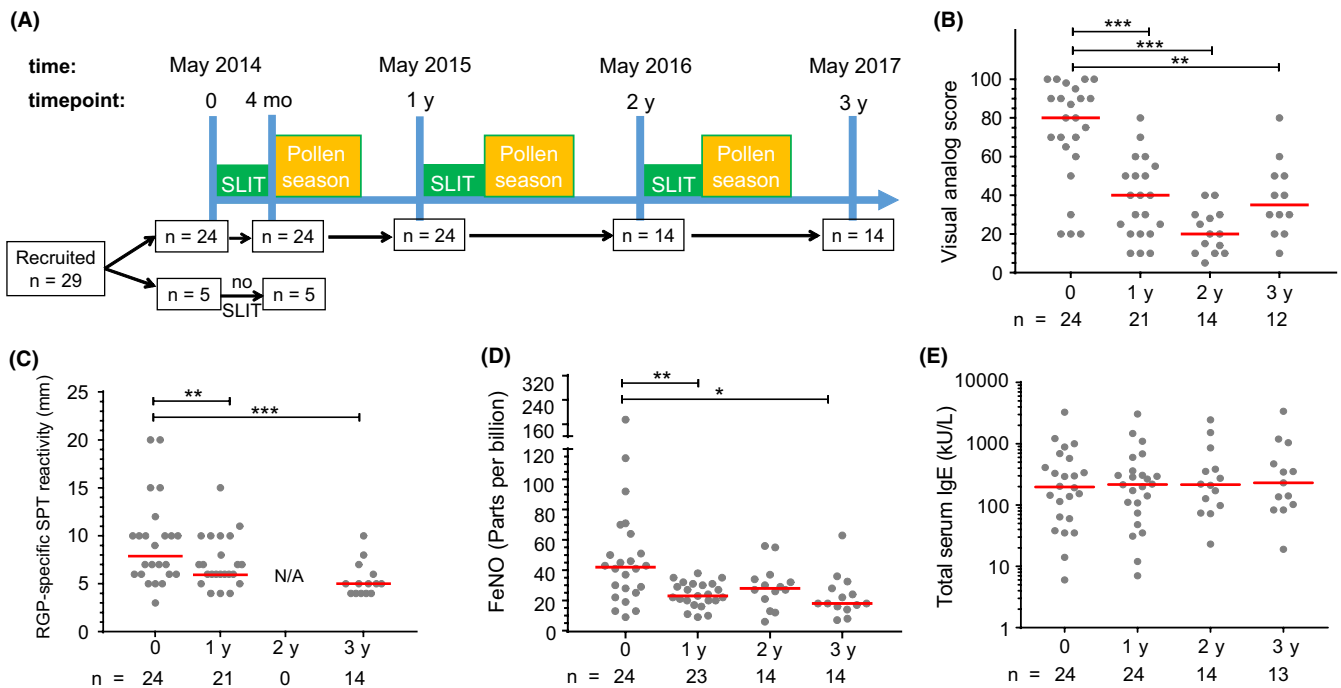 (A)
time: May 2014 May 2015 May 2016 May 2017
timepoint: 0 4 mo 1 y 2 y 3 y
SLIT Pollen season SLIT Pollen season SLIT Pollen season
Recruited
n = 29
n = 24 n = 24 n = 24 n = 14 n = 14
n = 5 no SLIT n = 5
(B)
***
***
**
Visual analog score
100
80
60
40
20
0
0 1 y 2 y 3 y
n = 24 21 14 12
(C)
RGP-specific SPT reactivity (mm)
25
20
15
10
5
0
**
***
N/A
0 1 y 2 y 3 y
n = 24 21 0 14
(D)
FeNO (Parts per billion)
320
240
160
120
100
80
60
40
20
0
**
*
0 1 y 2 y 3 y
n = 24 23 14 14
(E)
Total serum IgE (kU/L)
10000
1000
100
10
1
0 1 y 2 y 3 y
n = 24 24 14 13